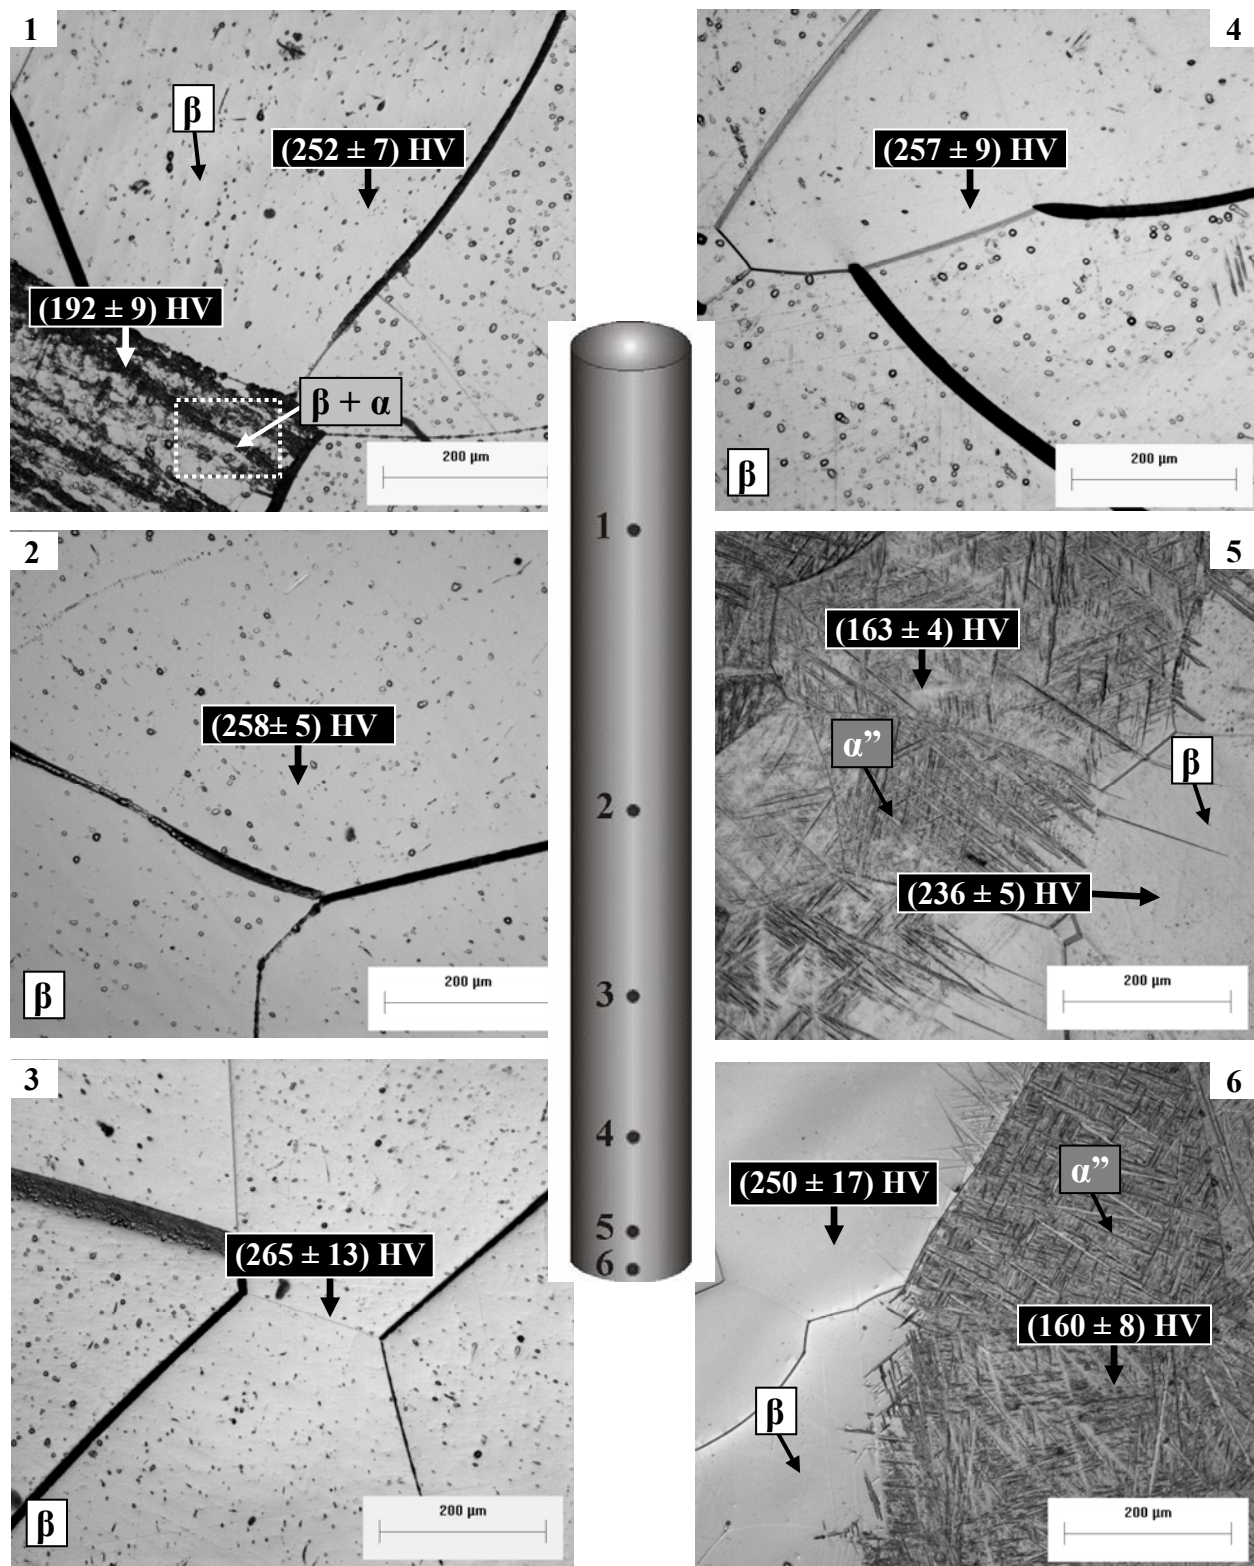 1
β
(252 ± 7) HV
(192 ± 9) HV
β + α
200 µm
2
(258± 5) HV
β
200 µm
3
(265 ± 13) HV
β
200 µm
1
2
3
4
5
6
4
(257 ± 9) HV
β
200 µm
5
(163 ± 4) HV
α”
β
(236 ± 5) HV
200 µm
6
α”
(250 ± 17) HV
(160 ± 8) HV
β
200 µm